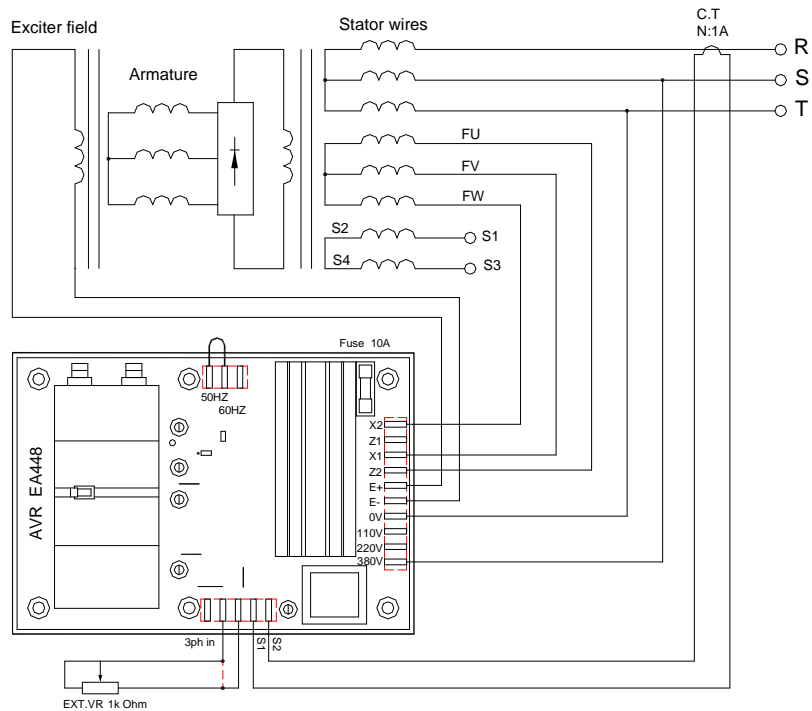 Exciter field
Armature
Stator wires
C.T
N:1A
R
S
T
FU
FV
FW
S2
S1
S4
S3
Fuse 10A
50HZ
60HZ
AVR EA448
X2
Z1
X1
Z2
E+
E-
0V
110V
220V
380V
3ph in
S1
S2
EXT.VR 1k Ohm